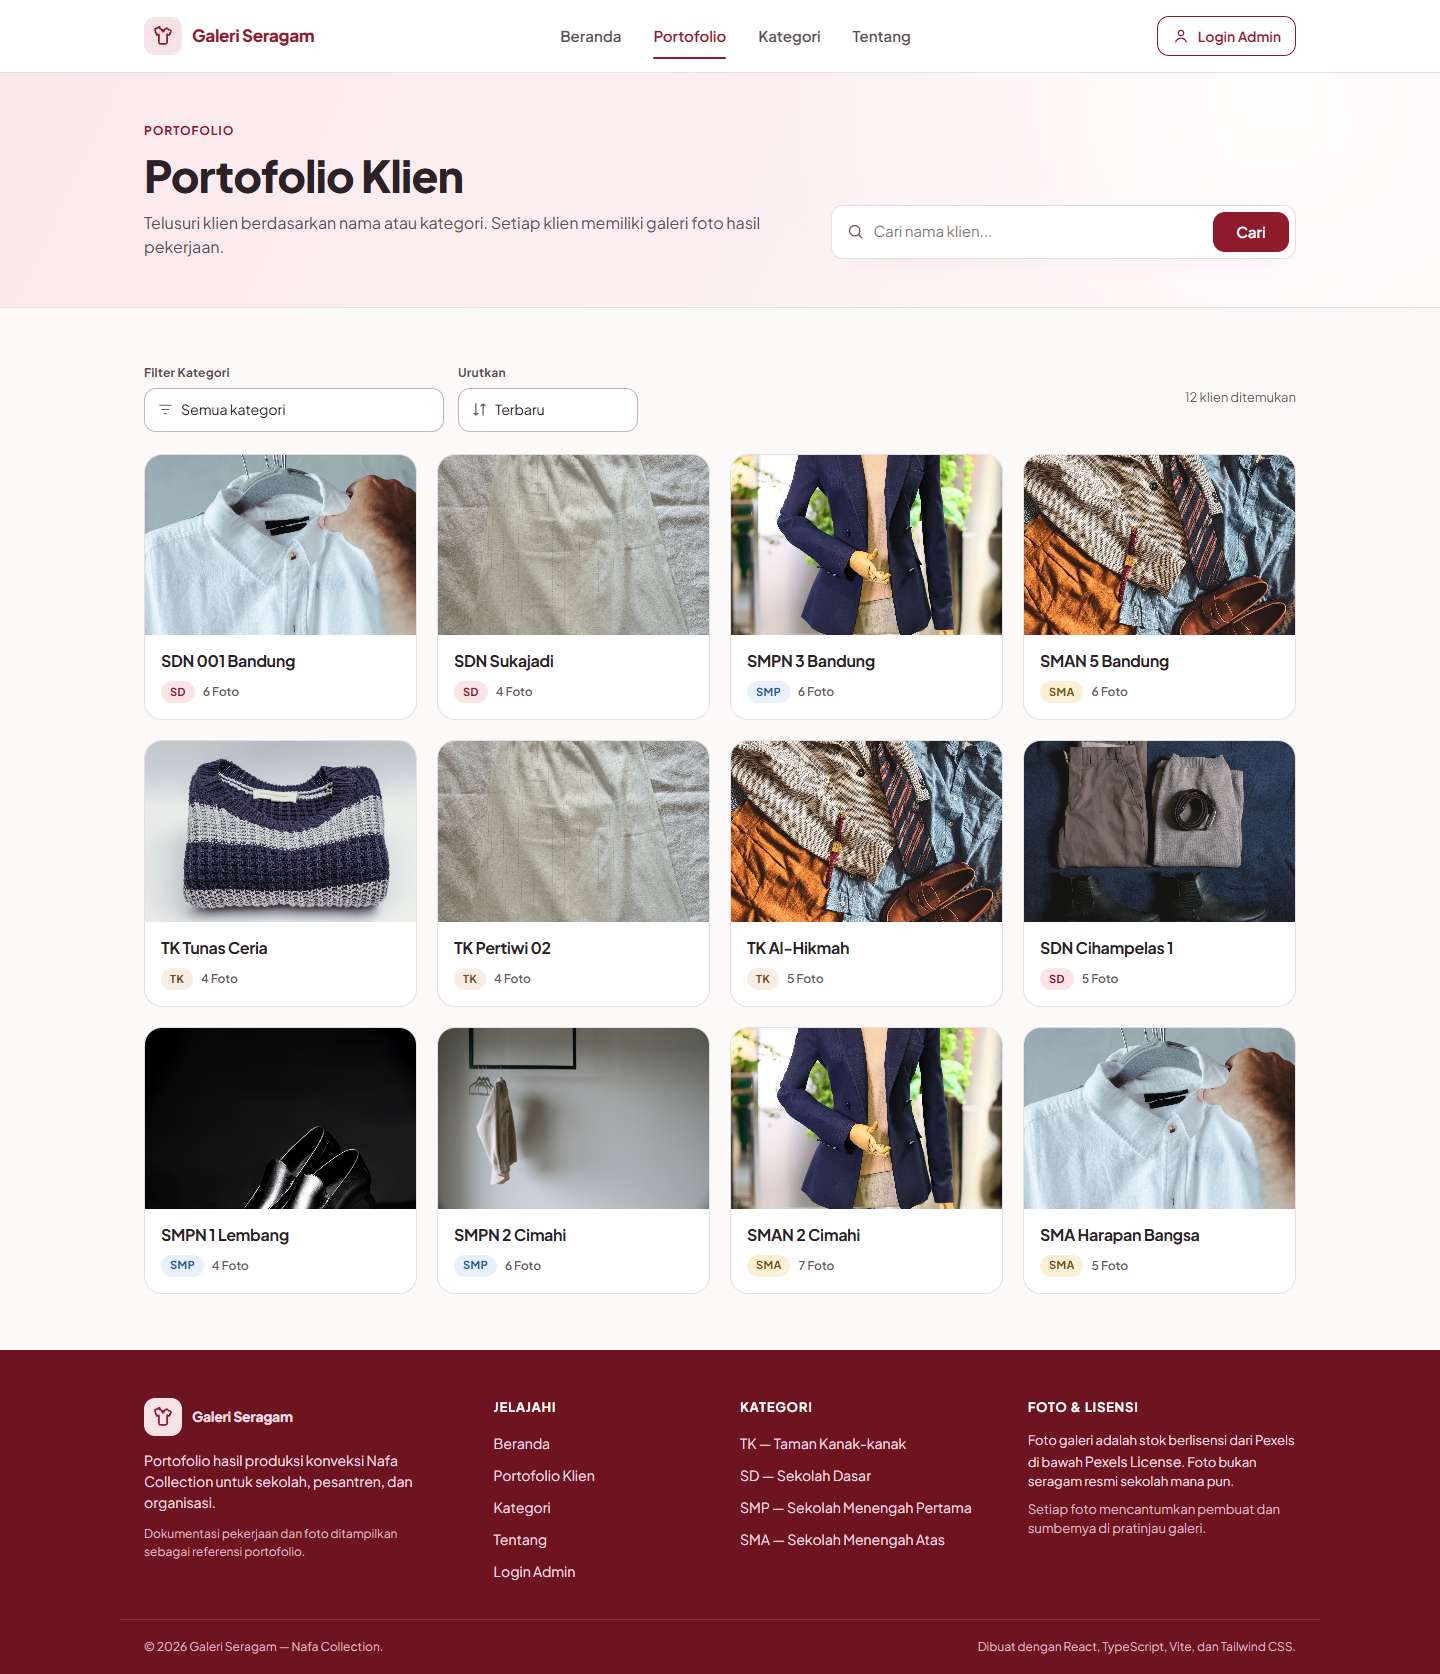 Galeri Seragam
Beranda
Portofolio
Kategori
Tentang
Login Admin
PORTOFOLIO
Portofolio Klien
Telusuri klien berdasarkan nama atau kategori. Setiap klien memiliki galeri foto hasil
pekerjaan.
Cari nama klien...
Cari
Filter Kategori
Semua kategori
Urutkan
Terbaru
12 klien ditemukan
SDN 001 Bandung
SD
6 Foto
SDN Sukajadi
SD
4 Foto
SMPN 3 Bandung
SMP
6 Foto
SMAN 5 Bandung
SMA
6 Foto
TK Tunas Ceria
TK
4 Foto
TK Pertiwi 02
TK
4 Foto
TK Al-Hikmah
TK
5 Foto
SDN Cihampelas 1
SD
5 Foto
SMPN 1 Lembang
SMP
4 Foto
SMPN 2 Cimahi
SMP
6 Foto
SMAN 2 Cimahi
SMA
7 Foto
SMA Harapan Bangsa
SMA
5 Foto
Galeri Seragam
Portofolio hasil produksi konveksi Nafa
Collection untuk sekolah, pesantren, dan
organisasi.
Dokumentasi pekerjaan dan foto ditampilkan
sebagai referensi portofolio.
JELAJAHI
Beranda
Portofolio Klien
Kategori
Tentang
Login Admin
KATEGORI
TK — Taman Kanak-kanak
SD — Sekolah Dasar
SMP — Sekolah Menengah Pertama
SMA — Sekolah Menengah Atas
FOTO & LISENSI
Foto galeri adalah stok berlisensi dari Pexels
di bawah Pexels License. Foto bukan
seragam resmi sekolah mana pun.
Setiap foto mencantumkan pembuat dan
sumbernya di pratinjau galeri.
© 2026 Galeri Seragam — Nafa Collection.
Dibuat dengan React, TypeScript, Vite, dan Tailwind CSS.